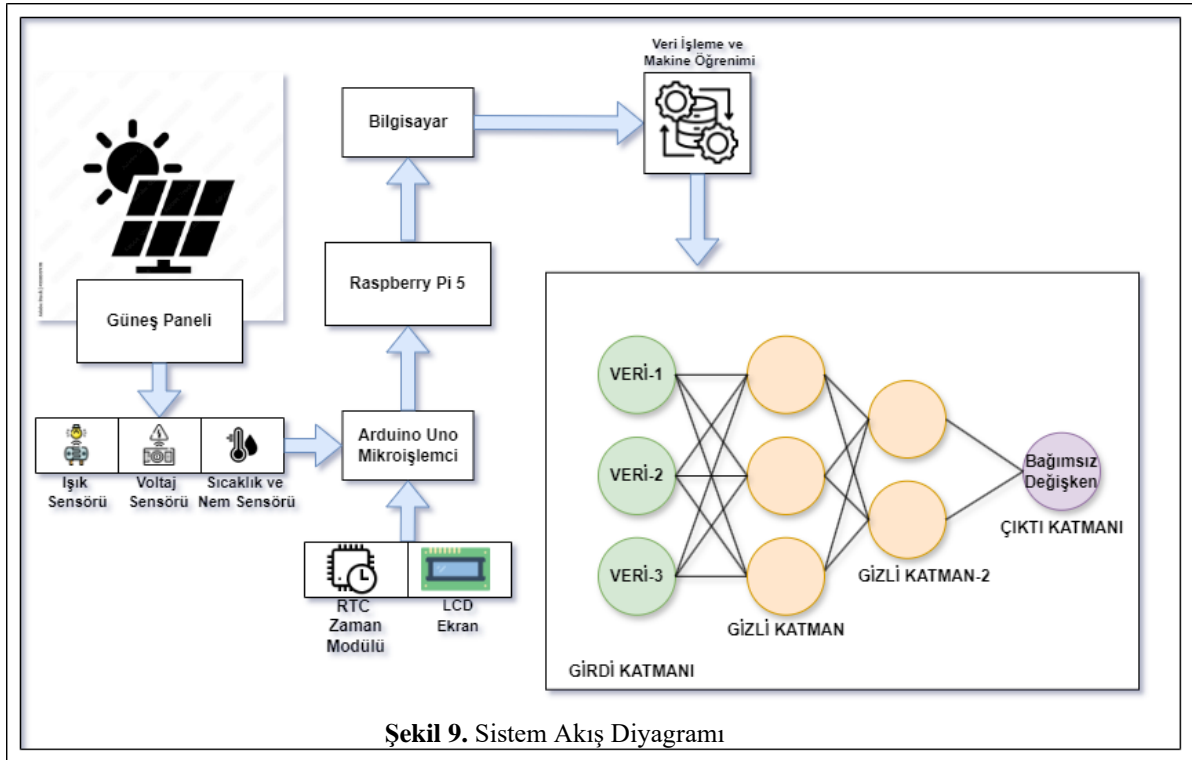 Veri İşleme ve
Makine Öğrenimi
Bilgisayar
Raspberry Pi 5
Güneş Paneli
Arduino Uno
Mikroişlemci
Işık
Sensörü
Voltaj
Sensörü
Sıcaklık ve
Nem Sensörü
RTC
Zaman
Modülü
LCD
Ekran
VERİ-1
VERİ-2
VERİ-3
Bağımsız
Değişken
ÇIKTI KATMANI
GİZLİ KATMAN-2
GİZLİ KATMAN
GİRDİ KATMANI
Şekil 9. Sistem Akış Diyagramı